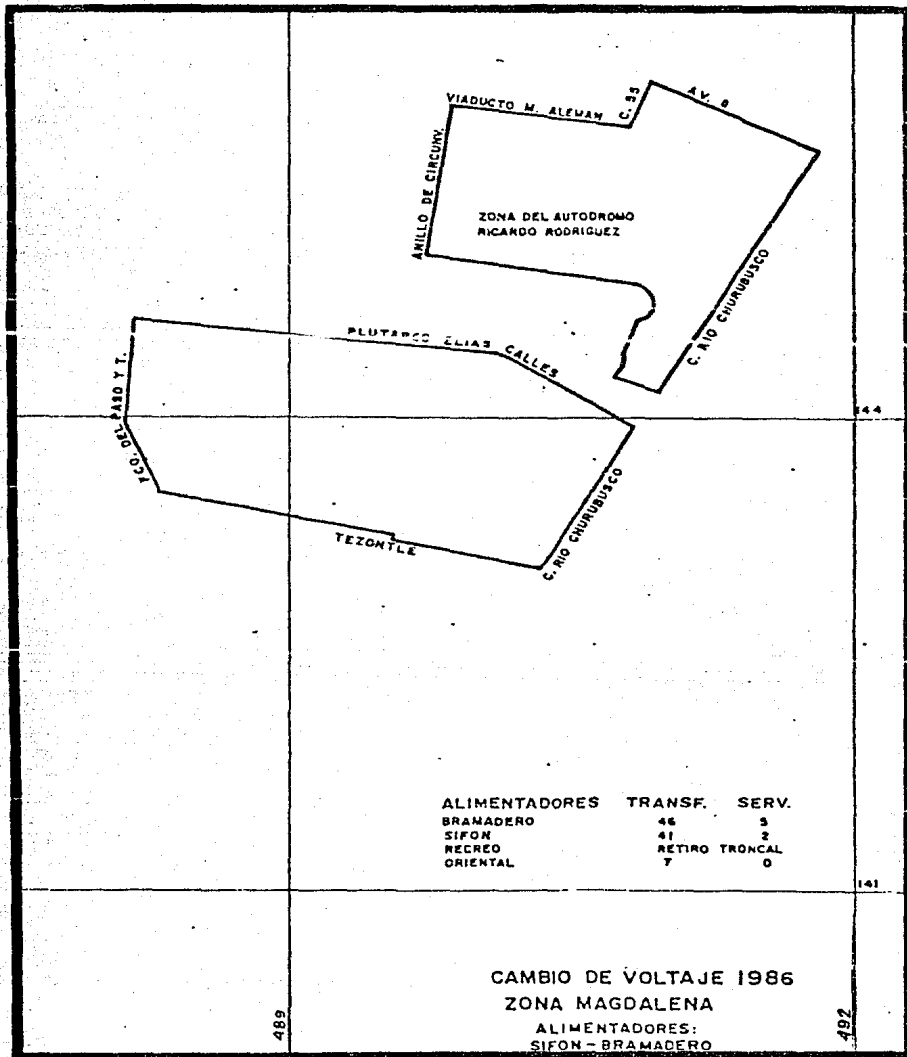 VIADUCTO M. ALEMAN
C. 55
AV. 8
ANILLO DE CIRCUNV.
ZONA DEL AUTODROMO
RICARDO RODRIGUEZ
C. RIO CHURUBUSCO
PLUTARCO ELIAS CALLES
FCO. DEL PASO Y T.
144
TEZONTLE
C. RIO CHURUBUSCO
ALIMENTADORES TRANSF. SERV.
BRAMADERO 46 5
SIFON 41 2
RECREO RETIRO TRONCAL
ORIENTAL 7 0
141
CAMBIO DE VOLTAJE 1986
ZONA MAGDALENA
ALIMENTADORES:
SIFON-BRAMADERO
489
492